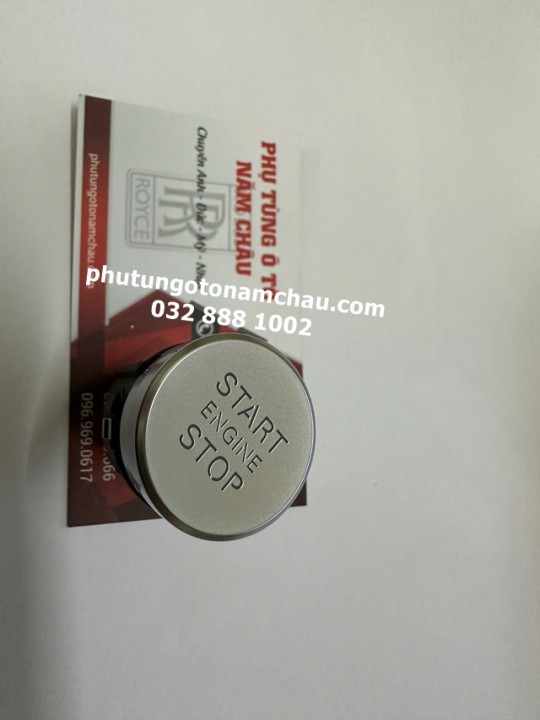 PHỤ TÙNG Ô T
NĂM CHÂU
Chuyên Anh - Đức - Mỹ - Nh
ROYCE
phutungotonamchau.com
phutungotonamchau.com
032 888 1002
096.969.0617
START
ENGINE
STOP